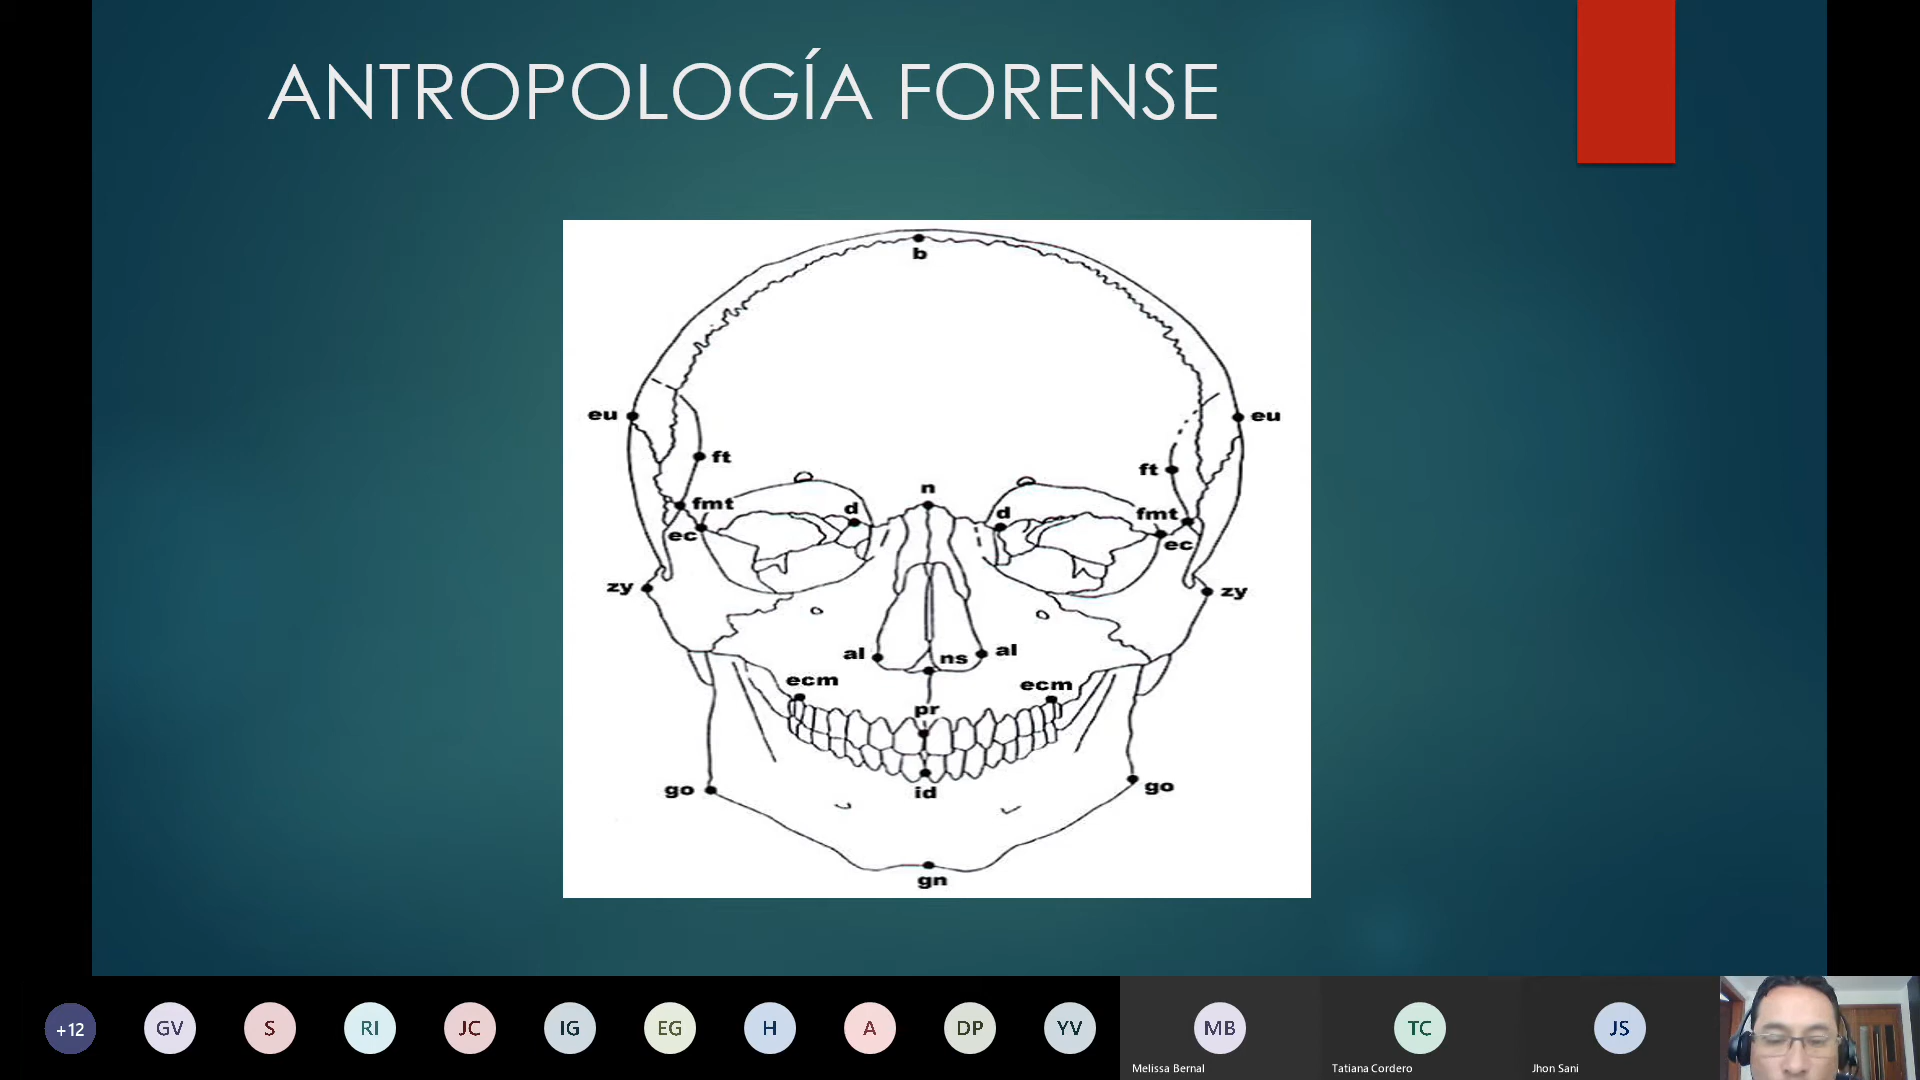 ANTROPOLOGÍA FORENSE
b
eu
eu
ft
ft
n
fmt
d
d
fmt
ec
ec
zy
zy
al
ns
al
ecm
ecm
pr
go
id
go
gn
+12
GV
S
RI
JC
IG
EG
H
A
DP
YV
MB
TC
JS
Melissa Bernal
Tatiana Cordero
Jhon Sani